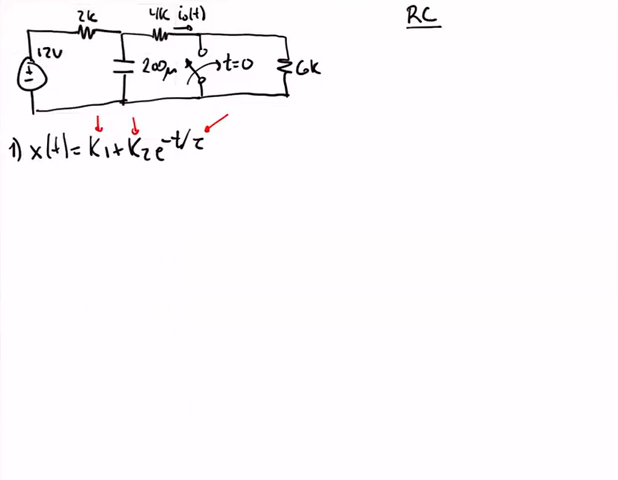 RC
2k 4k i₀(t)
12V 200μ t=0 6k
1) x(t)= K₁+ K₂e^-t/τ